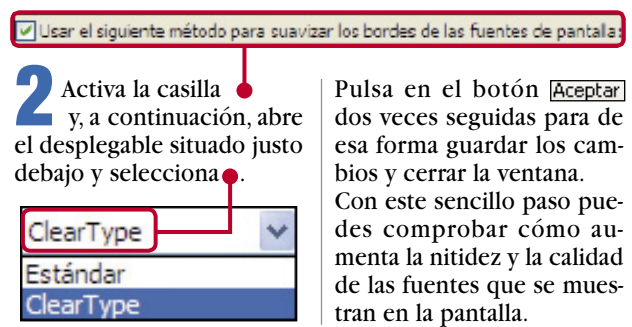 Usar el siguiente método para suavizar los bordes de las fuentes de pantalla:
2 Activa la casilla
y, a continuación, abre
el desplegable situado justo
debajo y selecciona .
ClearType
Estándar
ClearType
Pulsa en el botón Aceptar
dos veces seguidas para de
esa forma guardar los cam-
bios y cerrar la ventana.
Con este sencillo paso pue-
des comprobar cómo au-
menta la nitidez y la calidad
de las fuentes que se mues-
tran en la pantalla.